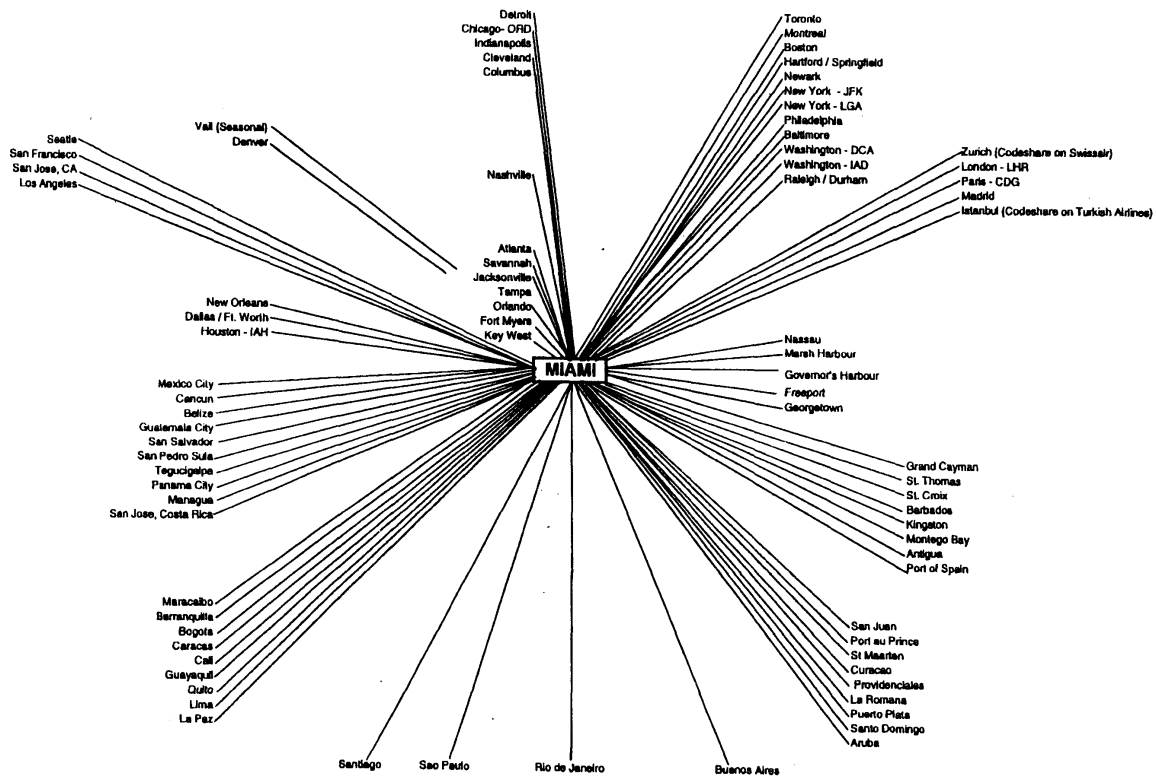 Detroit
Chicago- ORD
Indianapolis
Cleveland
Columbus
Toronto
Montreal
Boston
Hartford / Springfield
Newark
New York - JFK
New York - LGA
Philadelphia
Baltimore
Washington - DCA
Washington - IAD
Raleigh / Durham
Vail (Seasonal)
Denver
Seatle
San Francisco
San Jose, CA
Los Angeles
Nashville
Zurich (Codeshare on Swissair)
London - LHR
Paris - CDG
Madrid
Istanbul (Codeshare on Turkish Airlines)
Atlanta
Savannah
Jacksonville
Tampa
Orlando
Fort Myers
Key West
New Orleans
Dallas / Ft. Worth
Houston - IAH
MIAMI
Nassau
Marsh Harbour
Governor's Harbour
Freeport
Georgetown
Mexico City
Cancun
Belize
Guatemala City
San Salvador
San Pedro Sula
Tegucigalpa
Panama City
Managua
San Jose, Costa Rica
Grand Cayman
St. Thomas
St. Croix
Barbados
Kingston
Montego Bay
Antigua
Port of Spain
Maracaibo
Barranquilla
Bogota
Caracas
Cali
Guayaquil
Quito
Lima
La Paz
San Juan
Port au Prince
St Maarten
Curacao
Providenciales
La Romana
Puerto Plata
Santo Domingo
Aruba
Santiago
Sao Paulo
Rio de Janeiro
Buenos Aires